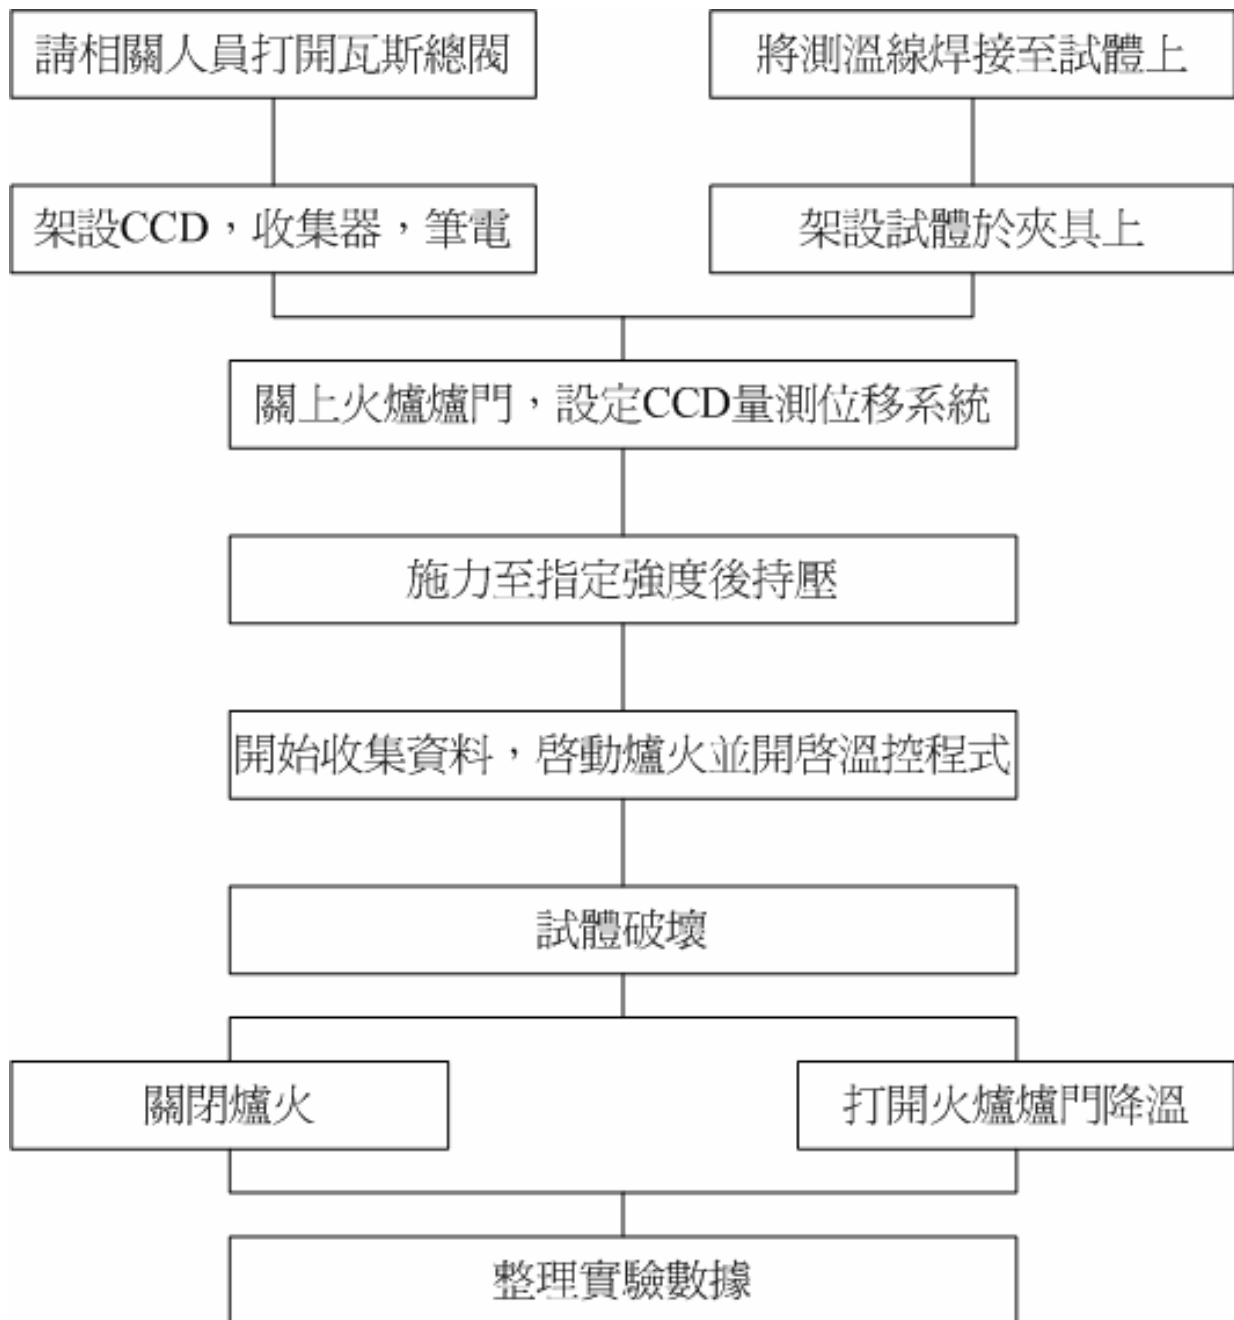 請相關人員打開瓦斯總閥
將測溫線焊接至試體上
架設CCD，收集器，筆電
架設試體於夾具上
關上火爐爐門，設定CCD量測位移系統
施力至指定強度後持壓
開始收集資料，啓動爐火並開啓溫控程式
試體破壞
關閉爐火
打開火爐爐門降溫
整理實驗數據